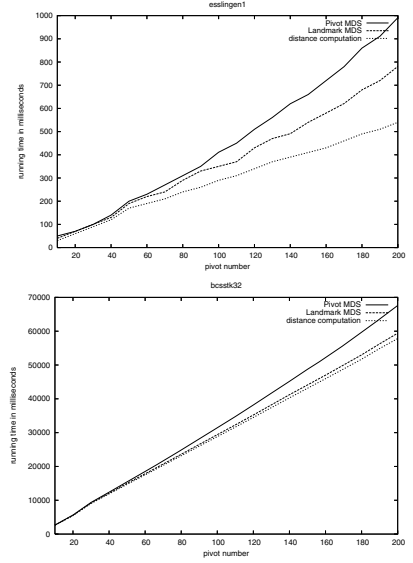 esslingen1
1000
900
800
700
600
500
400
300
200
100
0
running time in milliseconds
Pivot MDS
Landmark MDS
distance computation
20 40 60 80 100 120 140 160 180 200
pivot number
bcsstk32
70000
60000
50000
40000
30000
20000
10000
0
running time in milliseconds
Pivot MDS
Landmark MDS
distance computation
20 40 60 80 100 120 140 160 180 200
pivot number